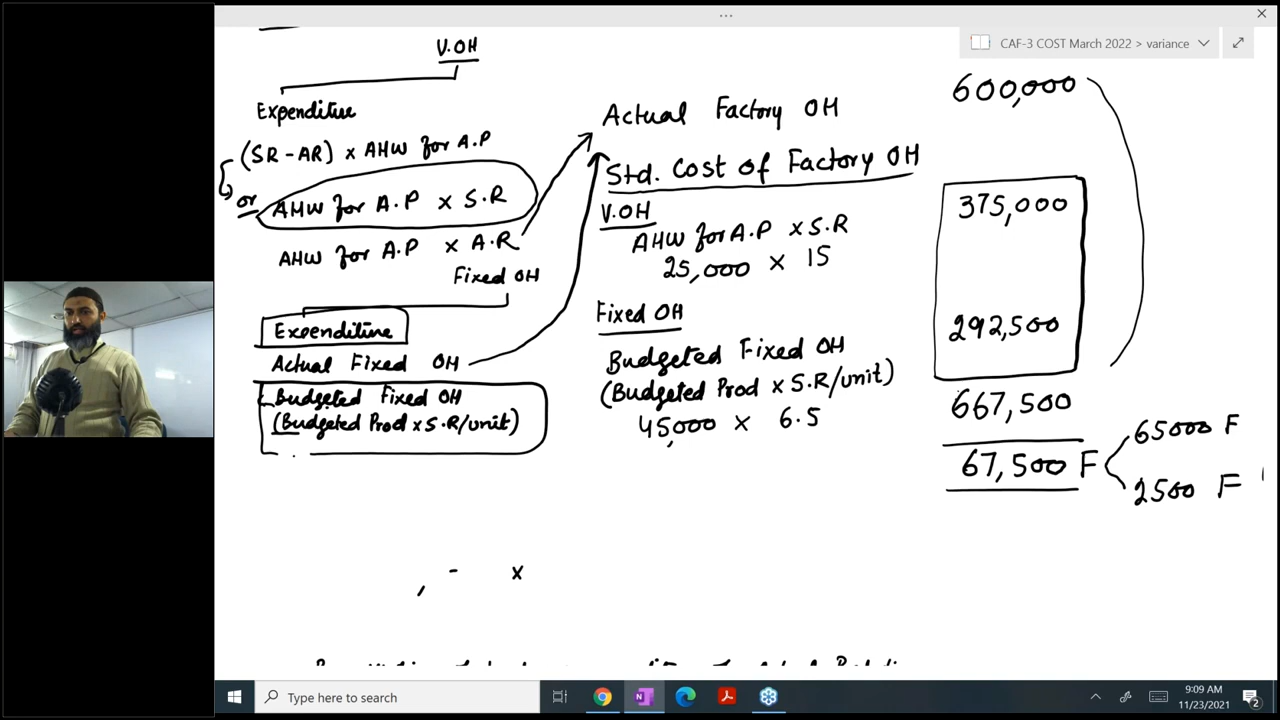 CAF-3 COST March 2022 > variance
V.OH
Expenditure
(SR-AR) x AHW for A.P
or AHW for A.P x S.R
AHW for A.P x A.R
Fixed OH
Expenditure
Actual Fixed OH
Budgeted Fixed OH
(Budgeted Prod x S.R/unit)
Actual Factory OH 600,000
Std. Cost of Factory OH
V.OH
AHW for A.P x S.R 375,000
25,000 x 15
Fixed OH
Budgeted Fixed OH 292,500
(Budgeted Prod x S.R/unit)
45,000 x 6.5 667,500
67,500 F
65000 F
2500 F
, - x
Type here to search
9:09 AM
11/23/2021
2